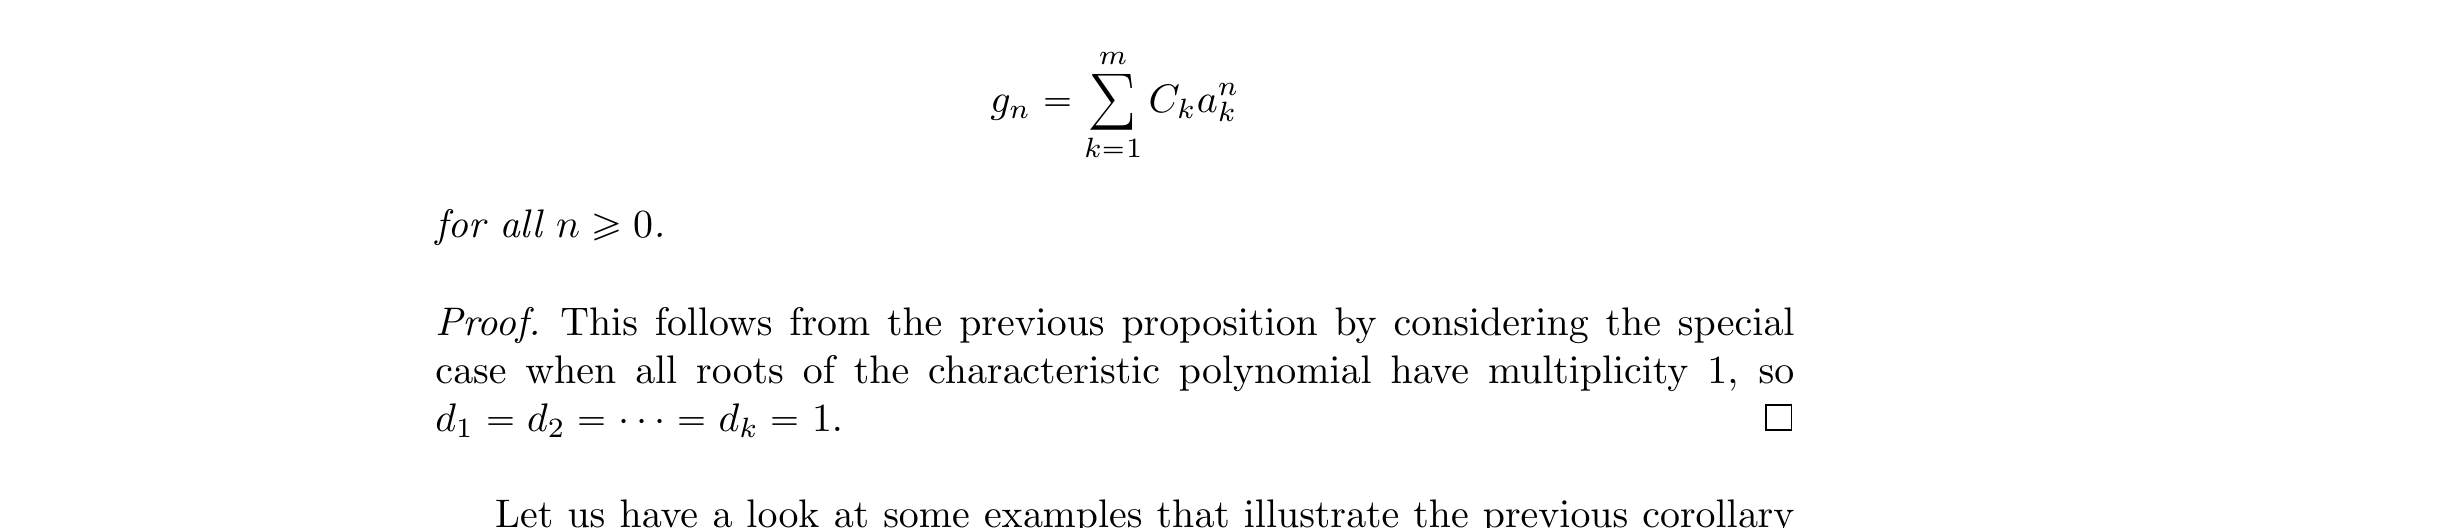 $$g_n = \sum_{k=1}^{m} C_k a_k^n$$
for all $n \geqslant 0$.
Proof. This follows from the previous proposition by considering the special
case when all roots of the characteristic polynomial have multiplicity 1, so
$d_1 = d_2 = \cdots = d_k = 1$. □
Let us have a look at some examples that illustrate the previous corollary